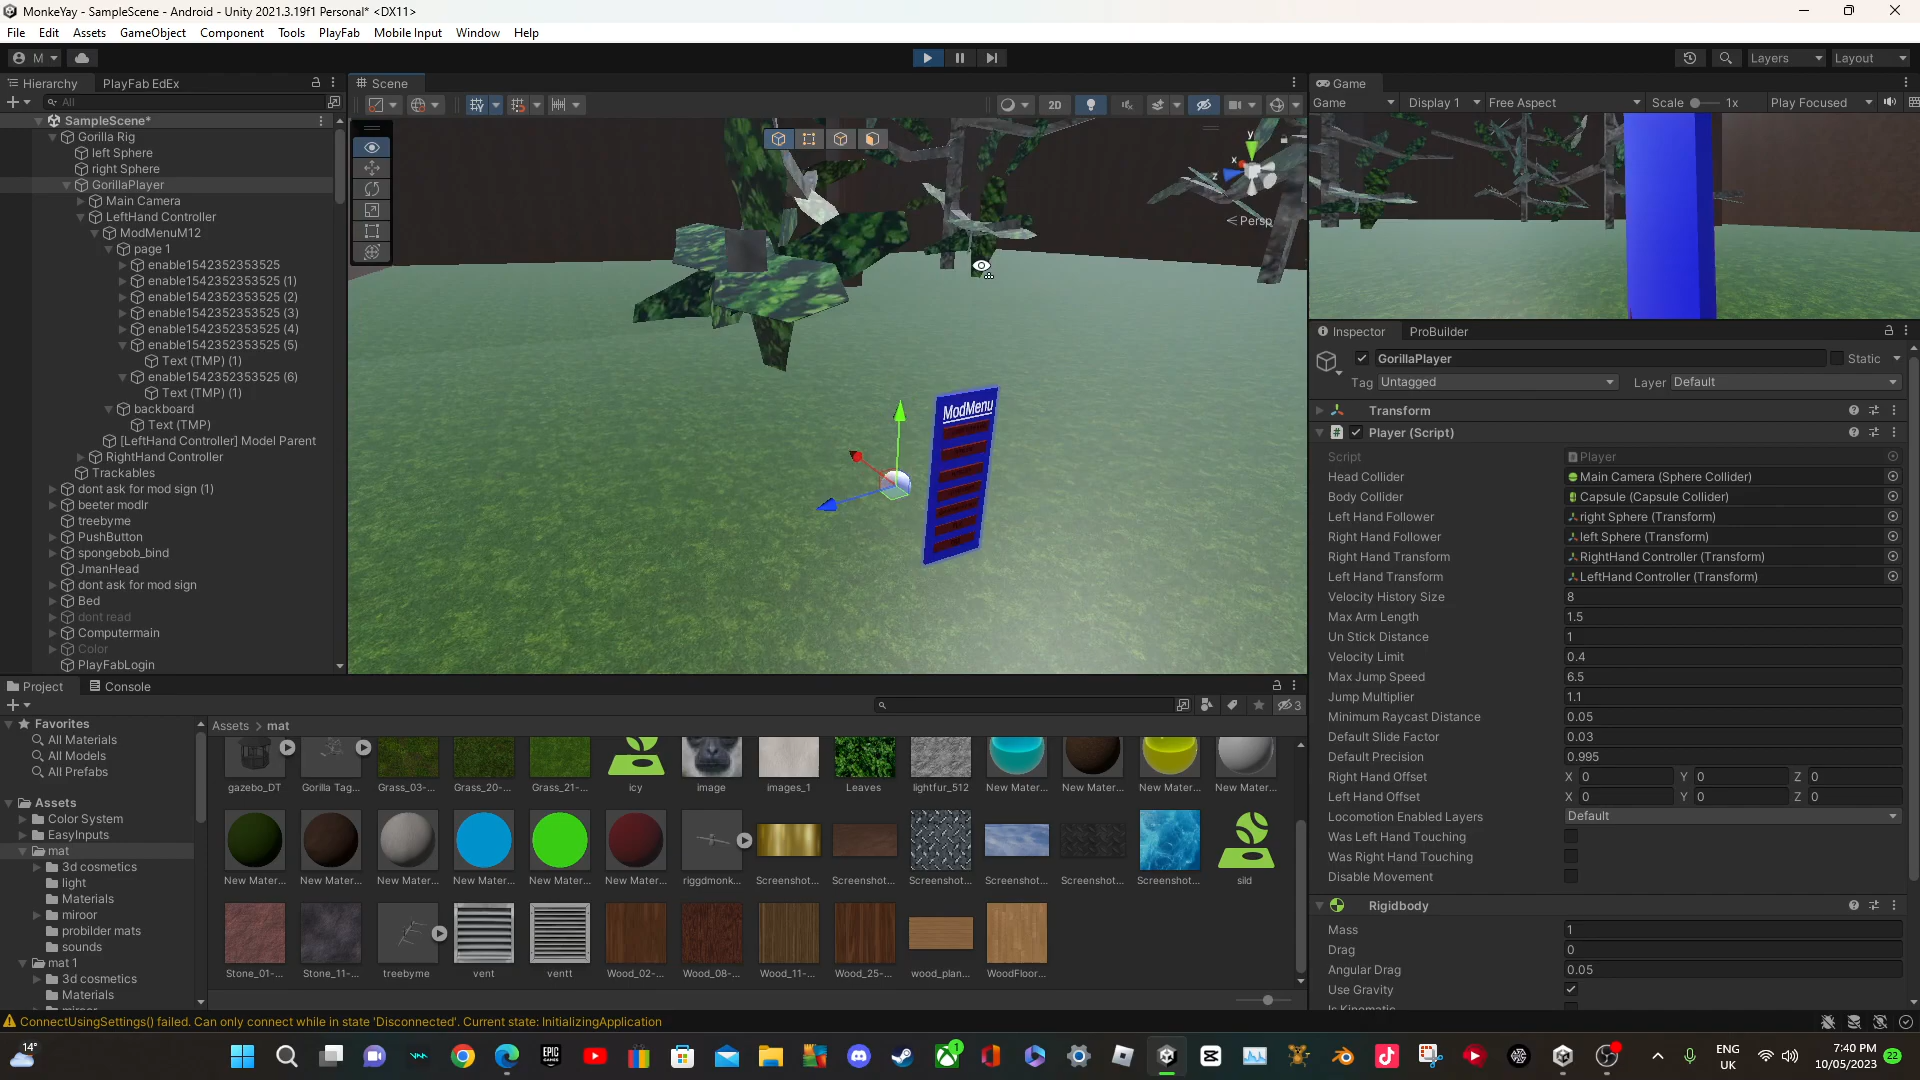 MonkeYay - SampleScene - Android - Unity 2021.3.19f1 Personal* <DX11>
File Edit Assets GameObject Component Tools PlayFab Mobile Input Window Help
M Layers Layout
Hierarchy PlayFab EdEx Scene Game
All 2D Game Display 1 Free Aspect Scale 1x Play Focused
SampleScene*
Gorilla Rig
left Sphere
right Sphere
GorillaPlayer
Main Camera
LeftHand Controller
ModMenuM12
page 1
enable1542352353525
enable1542352353525 (1)
enable1542352353525 (2)
enable1542352353525 (3)
enable1542352353525 (4)
enable1542352353525 (5)
Text (TMP) (1)
enable1542352353525 (6)
Text (TMP) (1)
backboard
Text (TMP)
[LeftHand Controller] Model Parent
RightHand Controller
Trackables
dont ask for mod sign (1)
beeter modlr
treebyme
PushButton
spongebob_bind
JmanHead
dont ask for mod sign
Bed
dont read
Computermain
Color
PlayFabLogin
y
x
z
< Persp
ModMenu
Inspector ProBuilder
GorillaPlayer Static
Tag Untagged Layer Default
Transform
# Player (Script)
Script Player
Head Collider Main Camera (Sphere Collider)
Body Collider Capsule (Capsule Collider)
Left Hand Follower right Sphere (Transform)
Right Hand Follower left Sphere (Transform)
Right Hand Transform RightHand Controller (Transform)
Left Hand Transform LeftHand Controller (Transform)
Velocity History Size 8
Max Arm Length 1.5
Un Stick Distance 1
Velocity Limit 0.4
Max Jump Speed 6.5
Jump Multiplier 1.1
Minimum Raycast Distance 0.05
Default Slide Factor 0.03
Default Precision 0.995
Right Hand Offset X 0 Y 0 Z 0
Left Hand Offset X 0 Y 0 Z 0
Locomotion Enabled Layers Default
Was Left Hand Touching
Was Right Hand Touching
Disable Movement
Rigidbody
Mass 1
Drag 0
Angular Drag 0.05
Use Gravity
Is Kinematic
Project Console
3
Favorites
All Materials
All Models
All Prefabs
Assets
Color System
EasyInputs
mat
3d cosmetics
light
Materials
miroor
probilder mats
sounds
mat 1
3d cosmetics
Materials
Assets > mat
gazebo_DT Gorilla Tag... Grass_03-... Grass_20-... Grass_21-... icy image images_1 Leaves lightfur_512 New Mater... New Mater... New Mater... New Mater...
New Mater... New Mater... New Mater... New Mater... New Mater... New Mater... riggdmonk... Screenshot... Screenshot... Screenshot... Screenshot... Screenshot... Screenshot... sild
Stone_01-... Stone_11-... treebyme vent ventt Wood_02-... Wood_08-... Wood_11-... Wood_25-... wood_plan... WoodFloor...
ConnectUsingSettings() failed. Can only connect while in state 'Disconnected'. Current state: InitializingApplication
14°
EPIC GAMES
1
ENG
UK
7:40 PM
10/05/2023
22